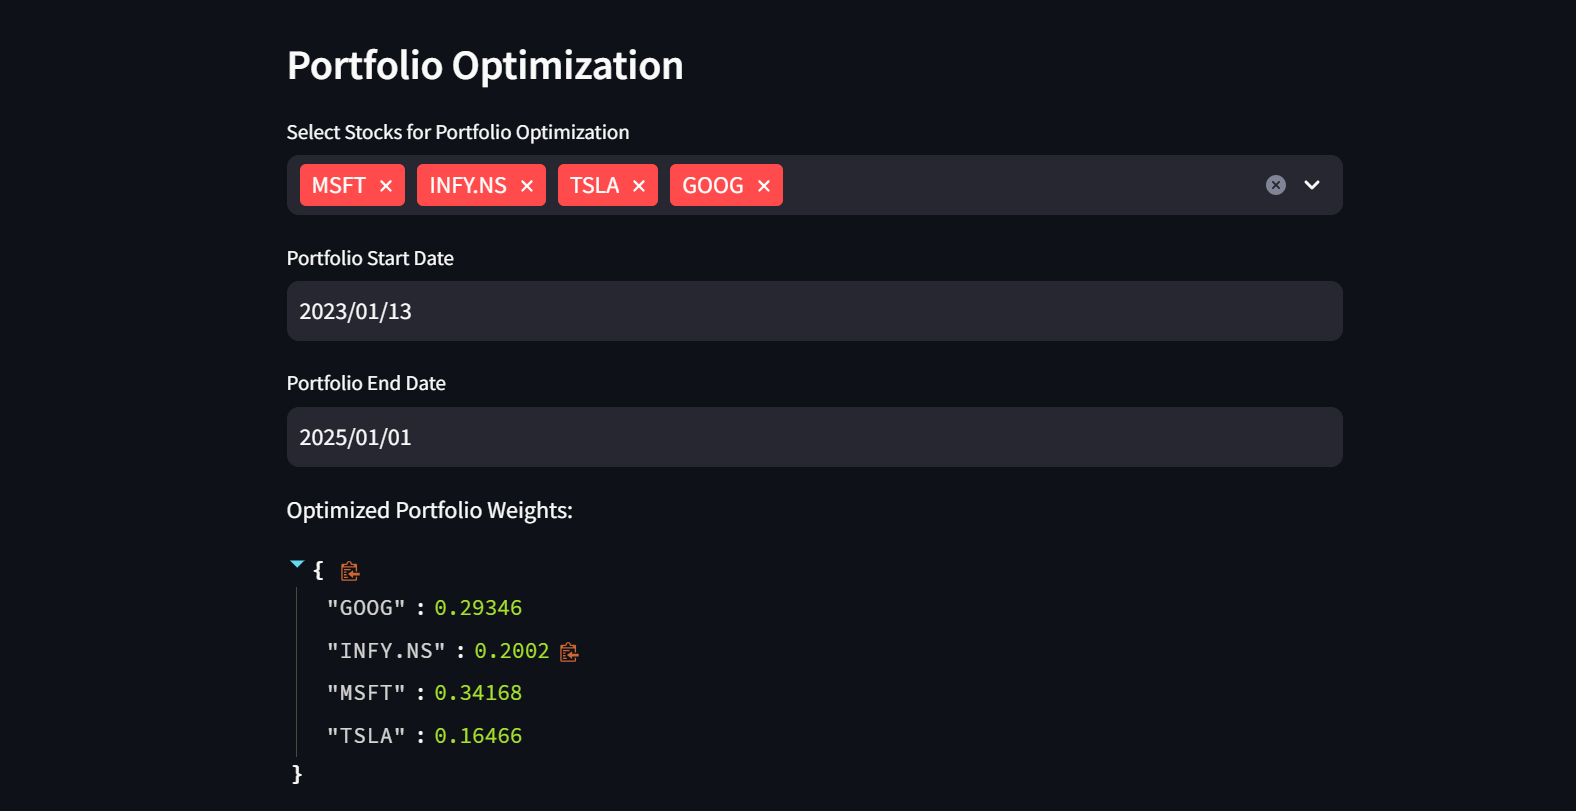 Portfolio Optimization
Select Stocks for Portfolio Optimization
MSFT INFY.NS TSLA GOOG
Portfolio Start Date
2023/01/13
Portfolio End Date
2025/01/01
Optimized Portfolio Weights:
{
"GOOG" : 0.29346
"INFY.NS" : 0.2002
"MSFT" : 0.34168
"TSLA" : 0.16466
}